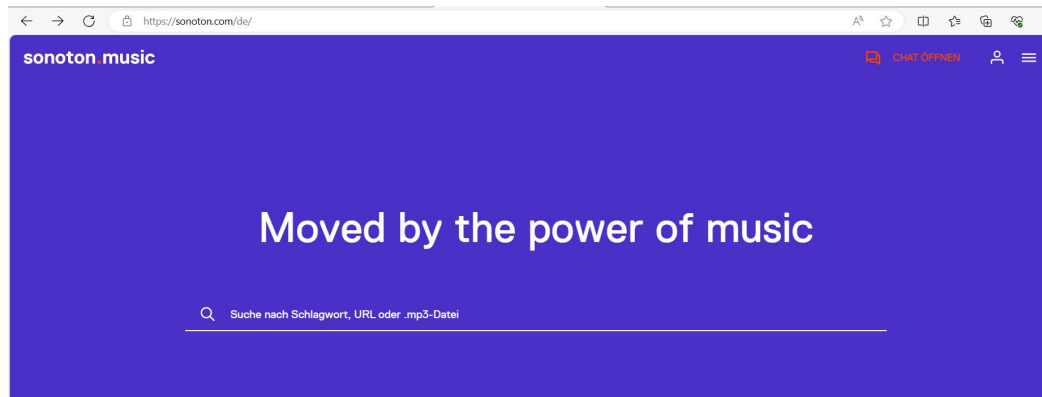 https://sonoton.com/de/
sonoton.music
CHAT ÖFFNEN
Moved by the power of music
Suche nach Schlagwort, URL oder .mp3-Datei